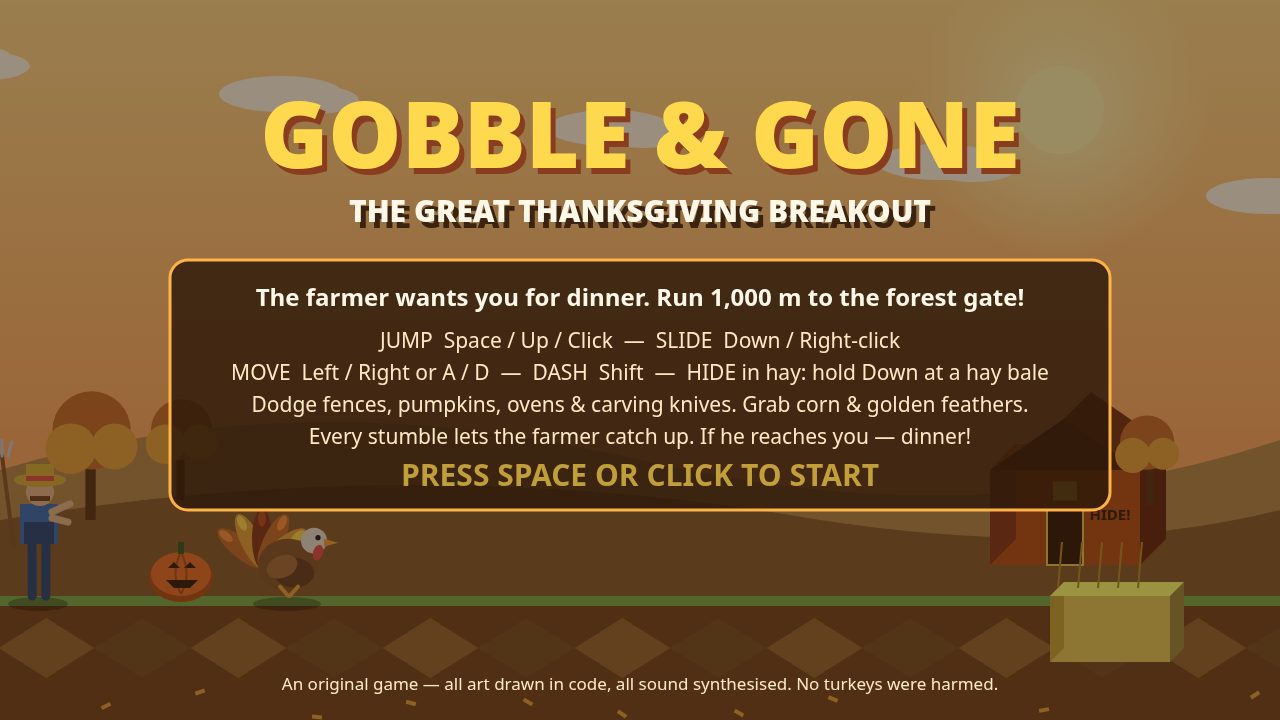 GOBBLE & GONE
THE GREAT THANKSGIVING BREAKOUT
The farmer wants you for dinner. Run 1,000 m to the forest gate!
JUMP Space / Up / Click — SLIDE Down / Right-click
MOVE Left / Right or A / D — DASH Shift — HIDE in hay: hold Down at a hay bale
Dodge fences, pumpkins, ovens & carving knives. Grab corn & golden feathers.
Every stumble lets the farmer catch up. If he reaches you — dinner!
PRESS SPACE OR CLICK TO START
HIDE!
An original game — all art drawn in code, all sound synthesised. No turkeys were harmed.